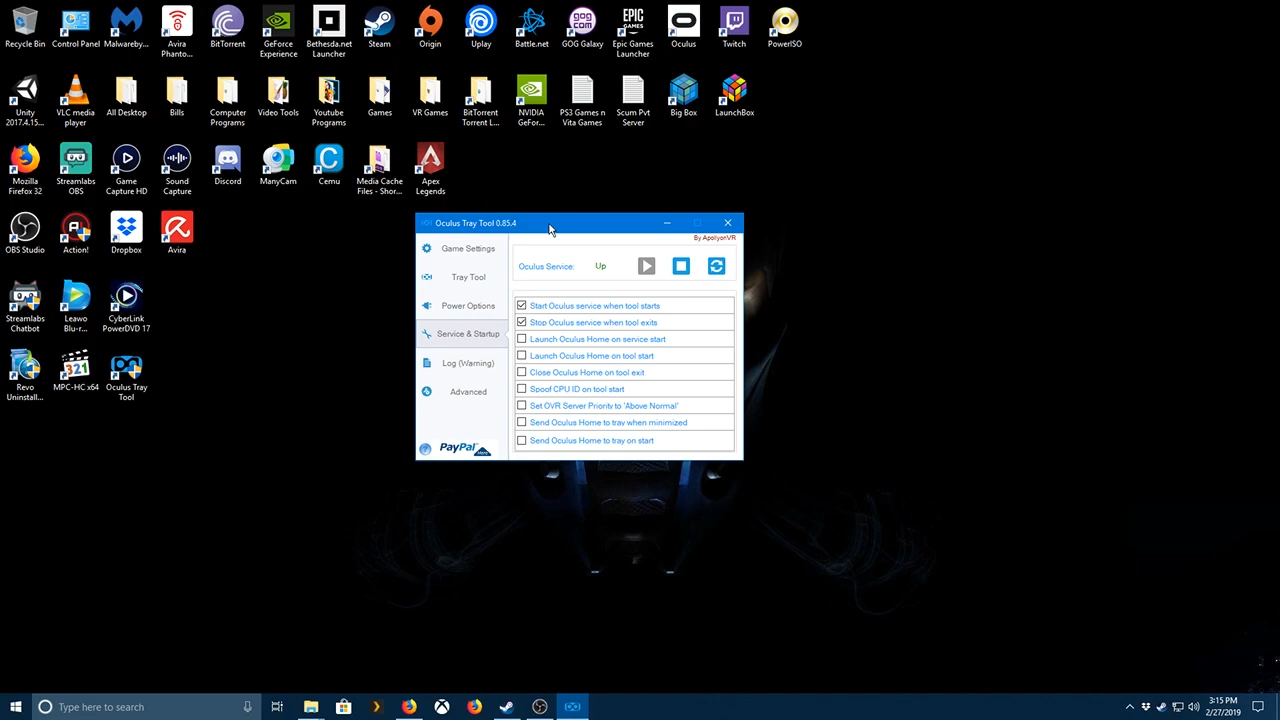 Recycle Bin
Control Panel
Malwareby...
Avira Phanto...
BitTorrent
GeForce Experience
Bethesda.net Launcher
Steam
Origin
Uplay
Battle.net
GOG Galaxy
Epic Games Launcher
Oculus
Twitch
PowerISO
GOG COM
EPIC GAMES
Unity 2017.4.15...
VLC media player
All Desktop
Bills
Computer Programs
Video Tools
Youtube Programs
Games
VR Games
BitTorrent Torrent L...
NVIDIA GeFor...
PS3 Games n Vita Games
Scum Pvt Server
Big Box
LaunchBox
Mozilla Firefox 32
Streamlabs OBS
Game Capture HD
Sound Capture
Discord
ManyCam
Cemu
Media Cache Files - Shor...
Apex Legends
OBS Studio
Action!
Dropbox
Avira
Streamlabs Chatbot
Leawo Blu-r...
CyberLink PowerDVD 17
Revo Uninstall...
MPC-HC x64
321
Oculus Tray Tool
Oculus Tray Tool 0.85.4
By ApollyonVR
Game Settings
Tray Tool
Power Options
Service & Startup
Log (Warning)
Advanced
PayPal
Here
Oculus Service: Up
Start Oculus service when tool starts
Stop Oculus service when tool exits
Launch Oculus Home on service start
Launch Oculus Home on tool start
Close Oculus Home on tool exit
Spoof CPU ID on tool start
Set OVR Server Priority to 'Above Normal'
Send Oculus Home to tray when minimized
Send Oculus Home to tray on start
Type here to search
3:15 PM
2/27/2019